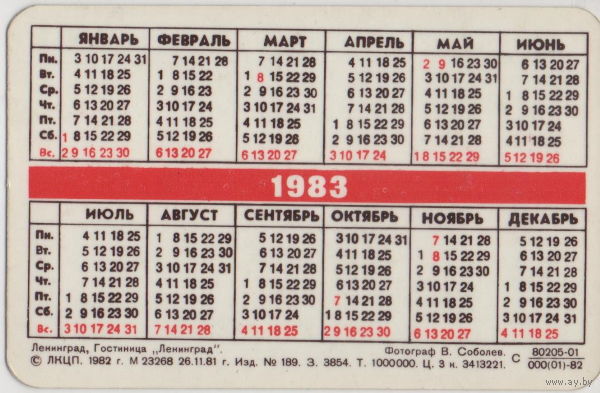 ЯНВАРЬ ФЕВРАЛЬ МАРТ АПРЕЛЬ МАЙ ИЮНЬ
Пн. 3 10 17 24 31 7 14 21 28 7 14 21 28 4 11 18 25 2 9 16 23 30 6 13 20 27
Вт. 4 11 18 25 1 8 15 22 1 8 15 22 29 5 12 19 26 3 10 17 24 31 7 14 21 28
Ср. 5 12 19 26 2 9 16 23 2 9 16 23 30 6 13 20 27 4 11 18 25 1 8 15 22 29
Чт. 6 13 20 27 3 10 17 24 3 10 17 24 31 7 14 21 28 5 12 19 26 2 9 16 23 30
Пт. 7 14 21 28 4 11 18 25 4 11 18 25 1 8 15 22 29 6 13 20 27 3 10 17 24
Сб. 1 8 15 22 29 5 12 19 26 5 12 19 26 2 9 16 23 30 7 14 21 28 4 11 18 25
Вс. 2 9 16 23 30 6 13 20 27 6 13 20 27 3 10 17 24 1 8 15 22 29 5 12 19 26
1983
ИЮЛЬ АВГУСТ СЕНТЯБРЬ ОКТЯБРЬ НОЯБРЬ ДЕКАБРЬ
Пн. 4 11 18 25 1 8 15 22 29 5 12 19 26 3 10 17 24 31 7 14 21 28 5 12 19 26
Вт. 5 12 19 26 2 9 16 23 30 6 13 20 27 4 11 18 25 1 8 15 22 29 6 13 20 27
Ср. 6 13 20 27 3 10 17 24 31 7 14 21 28 5 12 19 26 2 9 16 23 30 7 14 21 28
Чт. 7 14 21 28 4 11 18 25 1 8 15 22 29 6 13 20 27 3 10 17 24 1 8 15 22 29
Пт. 1 8 15 22 29 5 12 19 26 2 9 16 23 30 7 14 21 28 4 11 18 25 2 9 16 23 30
Сб. 2 9 16 23 30 6 13 20 27 3 10 17 24 1 8 15 22 29 5 12 19 26 3 10 17 24 31
Вс. 3 10 17 24 31 7 14 21 28 4 11 18 25 2 9 16 23 30 6 13 20 27 4 11 18 25
Ленинград, Гостиница „Ленинград". Фотограф В. Соболев.
© ЛКЦП. 1982 г. М 23268 26.11.81 г. Изд. № 189. З. 3854. Т. 1000000. Ц. 3 к. 3413221. С 80205-01
000(01)-82
www.ay.by